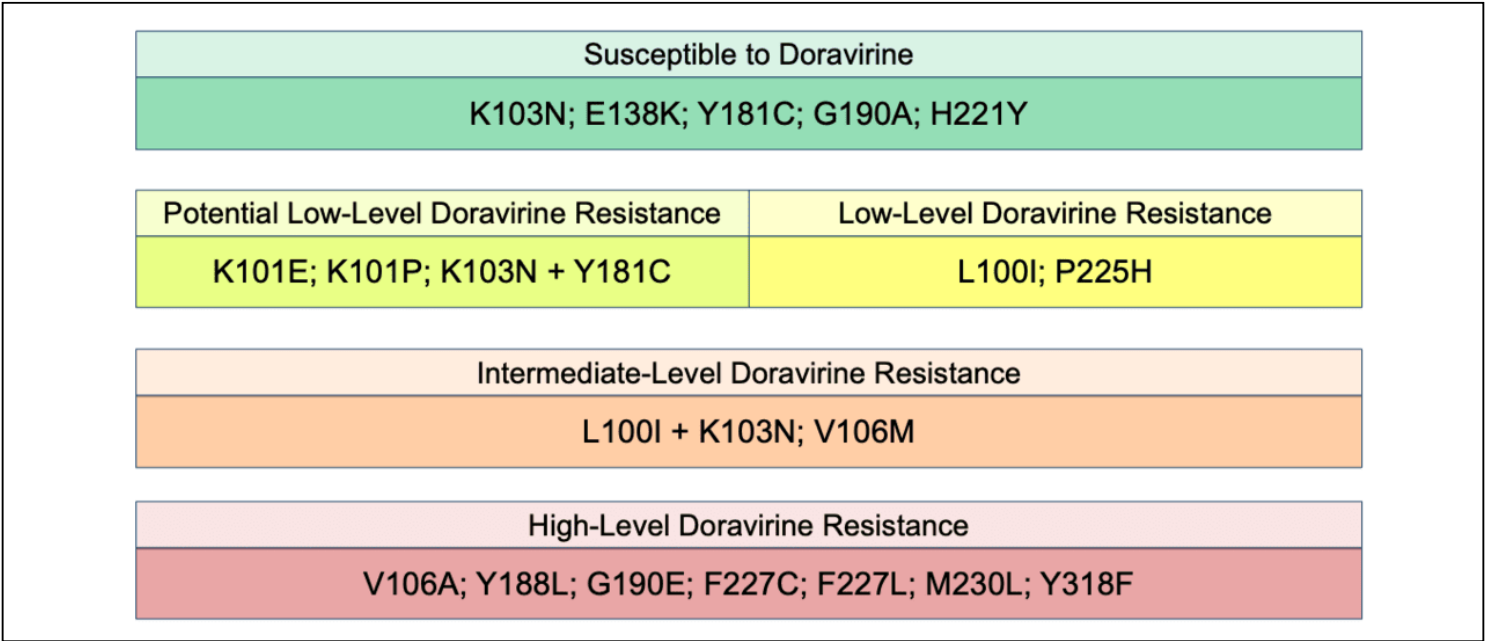 Susceptible to Doravirine
K103N; E138K; Y181C; G190A; H221Y
Potential Low-Level Doravirine Resistance
K101E; K101P; K103N + Y181C
Low-Level Doravirine Resistance
L100I; P225H
Intermediate-Level Doravirine Resistance
L100I + K103N; V106M
High-Level Doravirine Resistance
V106A; Y188L; G190E; F227C; F227L; M230L; Y318F